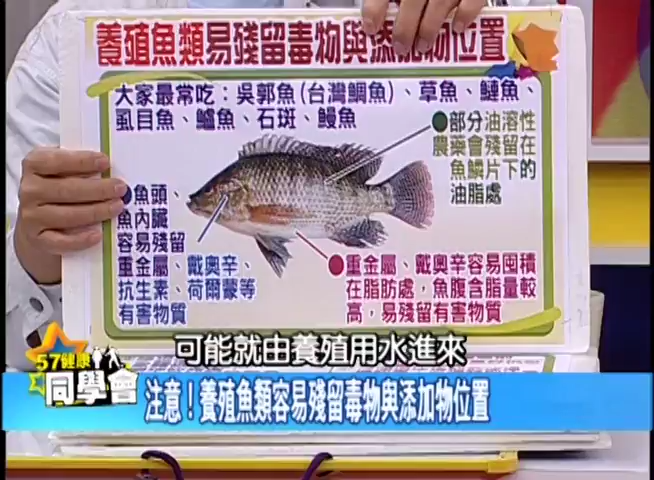 養殖魚類易殘留毒物與添加物位置
大家最常吃：吳郭魚(台灣鯛魚)、草魚、鰱魚、
虱目魚、鱸魚、石斑、鰻魚
●部分油溶性
農藥會殘留在
魚鱗片下的
油脂處
●魚頭、
魚內臟
容易殘留
重金屬、戴奧辛、
抗生素、荷爾蒙等
有害物質
●重金屬、戴奧辛容易囤積
在脂肪處，魚腹含脂量較
高，易殘留有害物質
可能就由養殖用水進來
57健康
同學會
注意！養殖魚類容易殘留毒物與添加物位置